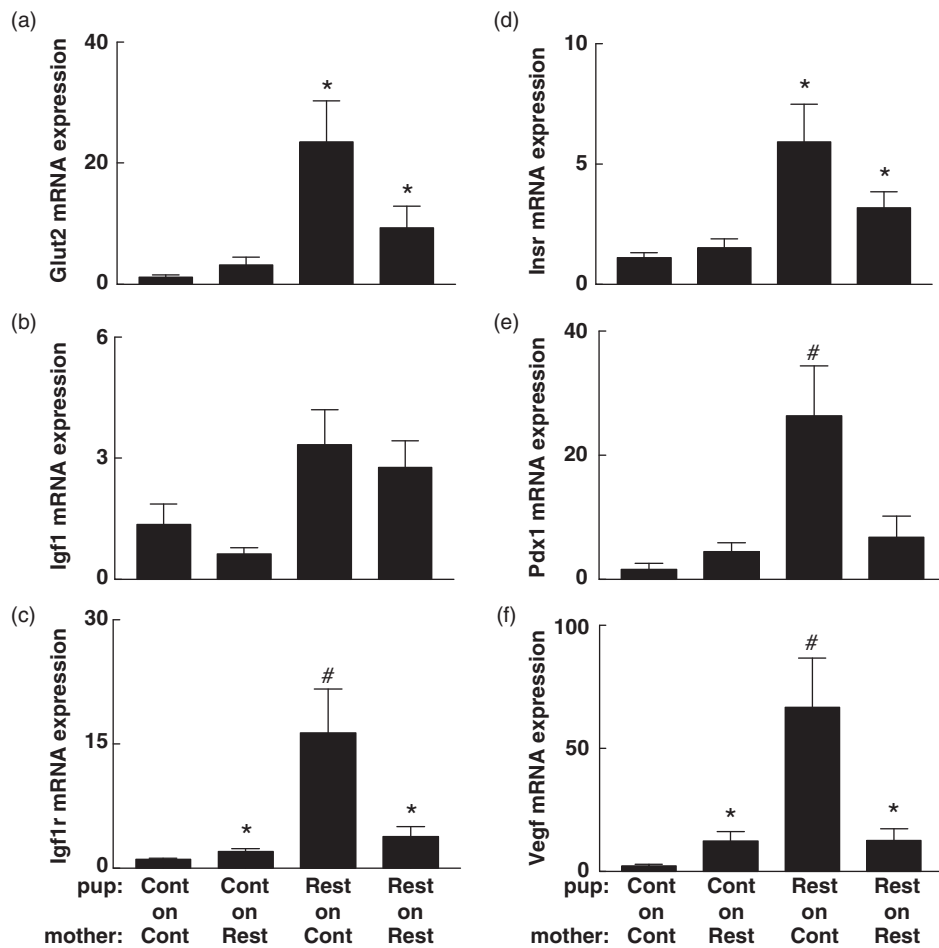 (a)
Glut2 mRNA expression
40
20
0
*
*
(b)
Igf1 mRNA expression
6
3
0
(c)
Igf1r mRNA expression
30
15
0
*
#
*
pup: Cont Cont Rest Rest
on on on on
mother: Cont Rest Cont Rest
(d)
Insr mRNA expression
10
5
0
*
*
(e)
Pdx1 mRNA expression
40
20
0
#
(f)
Vegf mRNA expression
100
50
0
*
#
*
pup: Cont Cont Rest Rest
on on on on
mother: Cont Rest Cont Rest